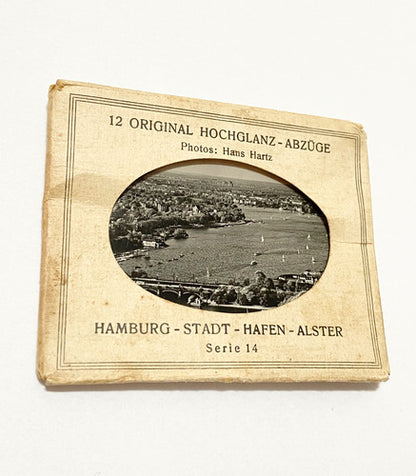 12 ORIGINAL HOCHGLANZ-ABZÜGE
Photos: Hans Hartz
HAMBURG - STADT - HAFEN - ALSTER
Serie 14